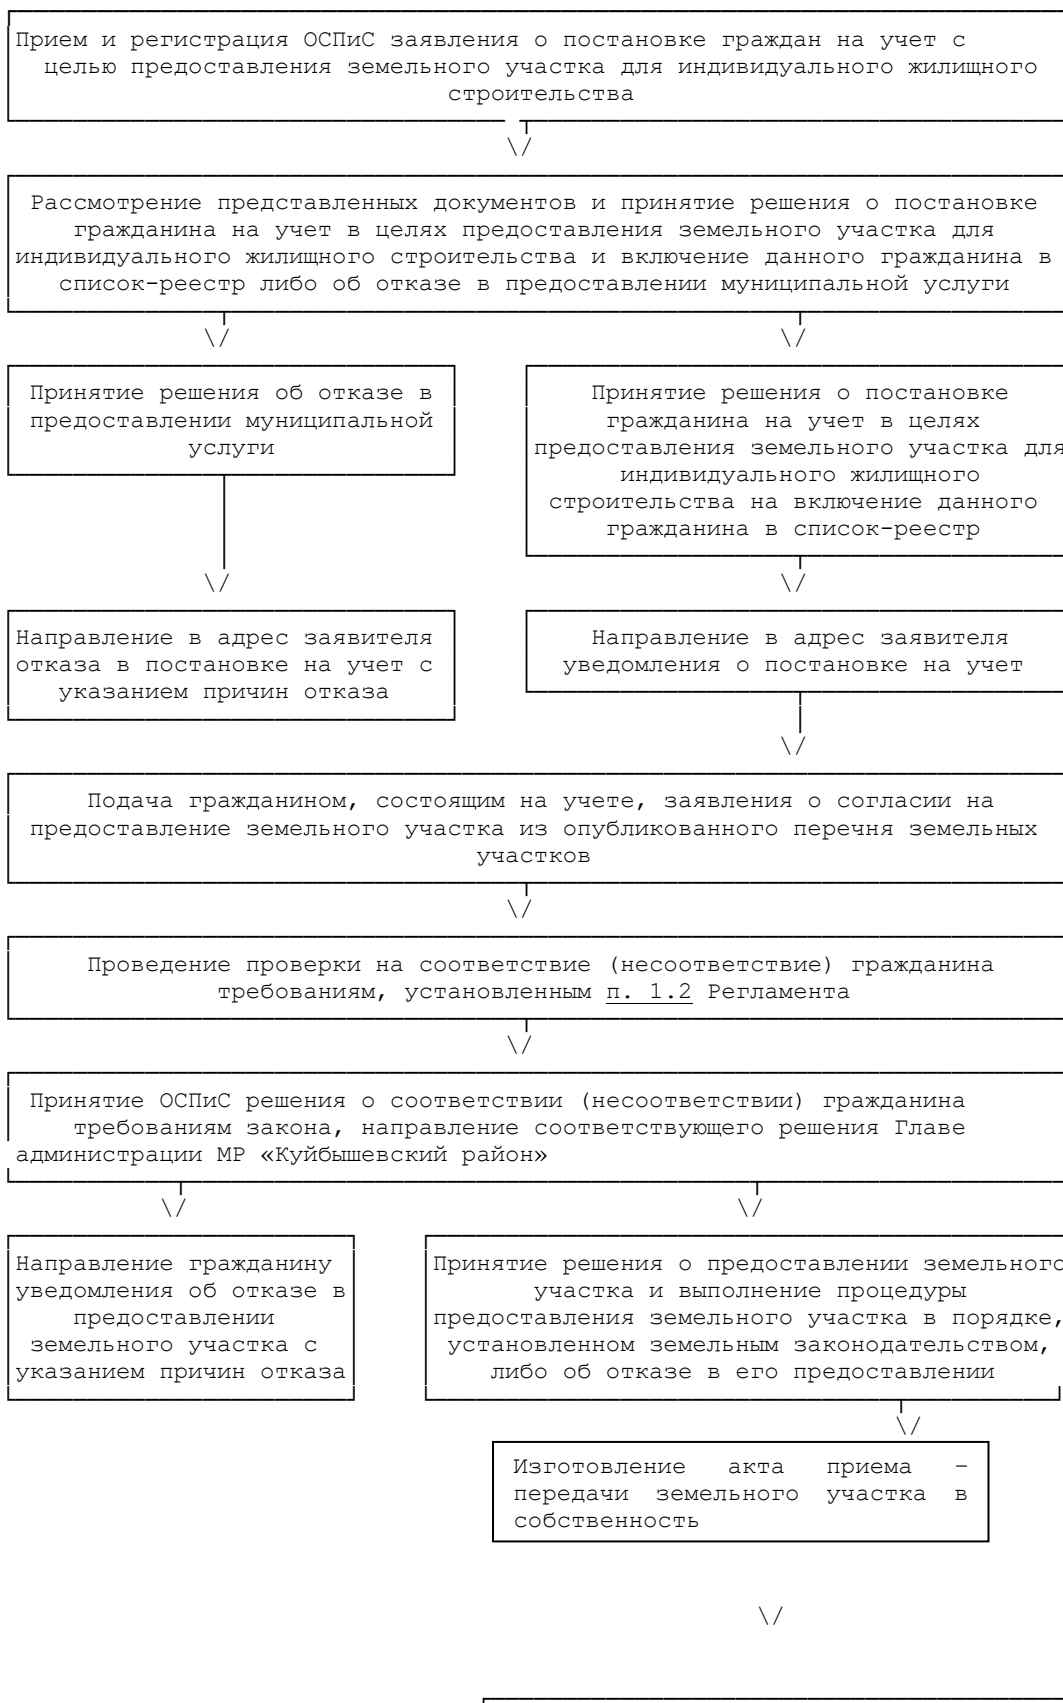 Прием и регистрация ОСПиС заявления о постановке граждан на учет с
целью предоставления земельного участка для индивидуального жилищного
строительства
\/
Рассмотрение представленных документов и принятие решения о постановке
гражданина на учет в целях предоставления земельного участка для
индивидуального жилищного строительства и включение данного гражданина в
список-реестр либо об отказе в предоставлении муниципальной услуги
\/ \/
Принятие решения об отказе в
предоставлении муниципальной
услуги
Принятие решения о постановке
гражданина на учет в целях
предоставления земельного участка для
индивидуального жилищного
строительства на включение данного
гражданина в список-реестр
\/ \/
Направление в адрес заявителя
отказа в постановке на учет с
указанием причин отказа
Направление в адрес заявителя
уведомления о постановке на учет
\/
Подача гражданином, состоящим на учете, заявления о согласии на
предоставление земельного участка из опубликованного перечня земельных
участков
\/
Проведение проверки на соответствие (несоответствие) гражданина
требованиям, установленным п. 1.2 Регламента
\/
Принятие ОСПиС решения о соответствии (несоответствии) гражданина
требованиям закона, направление соответствующего решения Главе
администрации МР «Куйбышевский район»
\/ \/
Направление гражданину
уведомления об отказе в
предоставлении
земельного участка с
указанием причин отказа
Принятие решения о предоставлении земельного
участка и выполнение процедуры
предоставления земельного участка в порядке,
установленном земельным законодательством,
либо об отказе в его предоставлении
\/
Изготовление акта приема –
передачи земельного участка в
собственность
\/